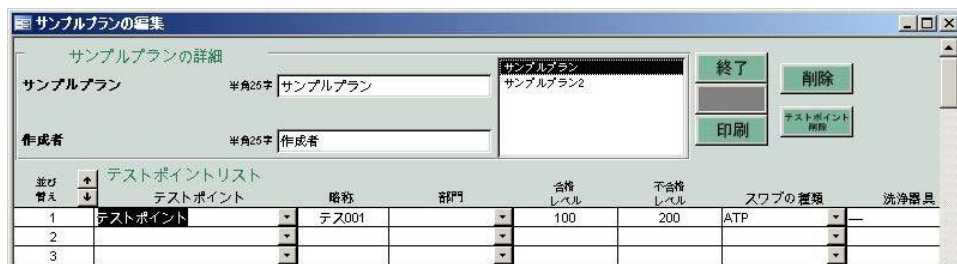 サンプルプランの編集
サンプルプランの詳細
サンプルプラン 半角25字 サンプルプラン
作成者 半角25字 作成者
サンプルプラン
サンプルプラン2
終了
印刷
削除
テストポイント
削除
並び
替え
テストポイントリスト
テストポイント 略称 部門 合格
レベル 不合格
レベル スワブの種類 洗浄器具
1 テストポイント テス001 100 200 ATP —
2
3